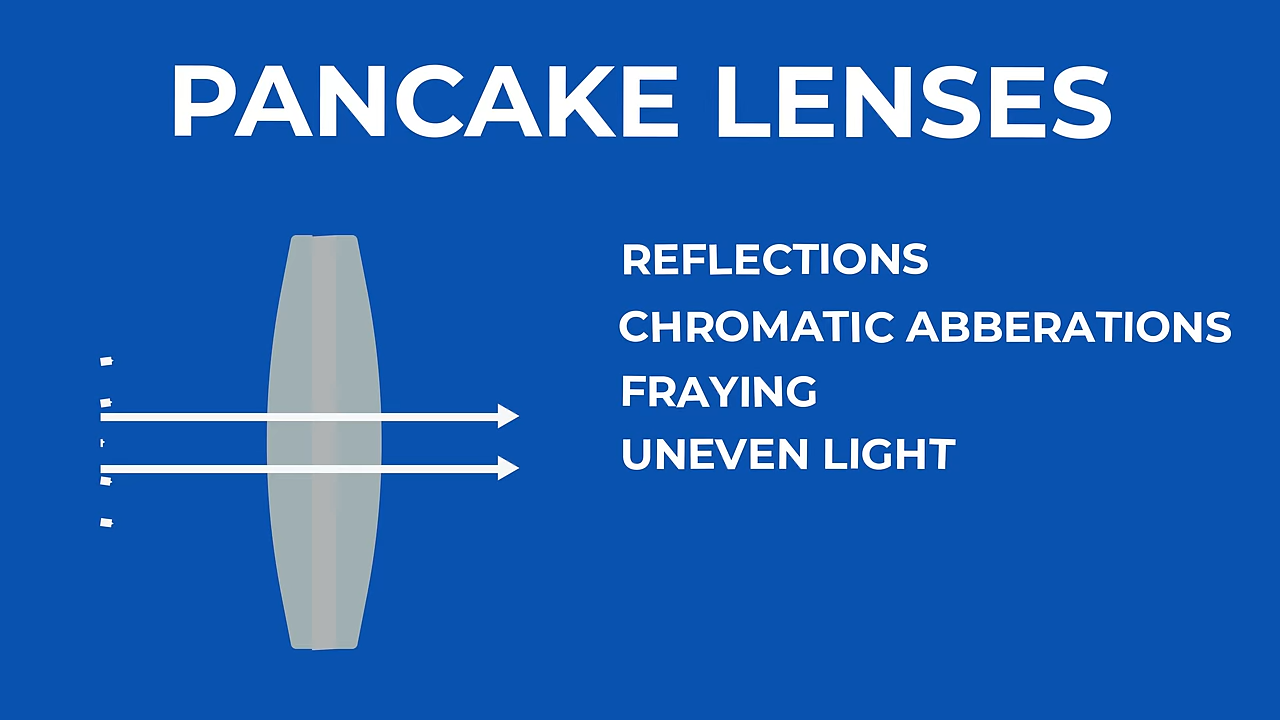 PANCAKE LENSES
REFLECTIONS
CHROMATIC ABBERATIONS
FRAYING
UNEVEN LIGHT